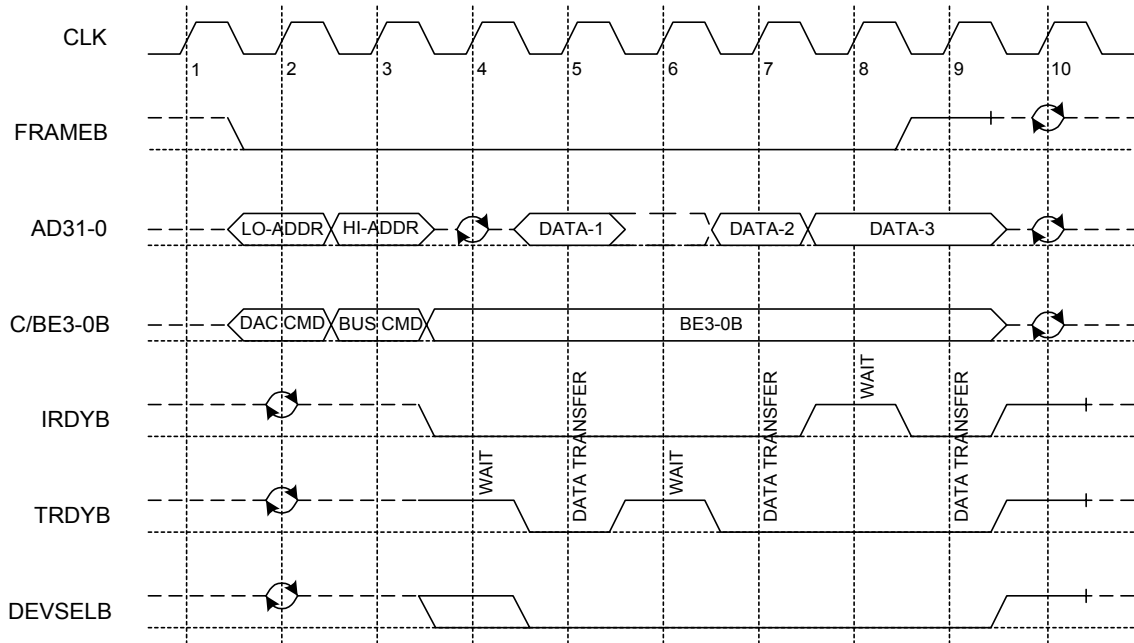 CLK
1 2 3 4 5 6 7 8 9 10
FRAMEB
AD31-0
LO-ADDR HI-ADDR DATA-1 DATA-2 DATA-3
C/BE3-0B
DAC CMD BUS CMD BE3-0B
IRDYB
WAIT
TRDYB
WAIT
DATA TRANSFER
WAIT
DATA TRANSFER
DATA TRANSFER
DEVSELB